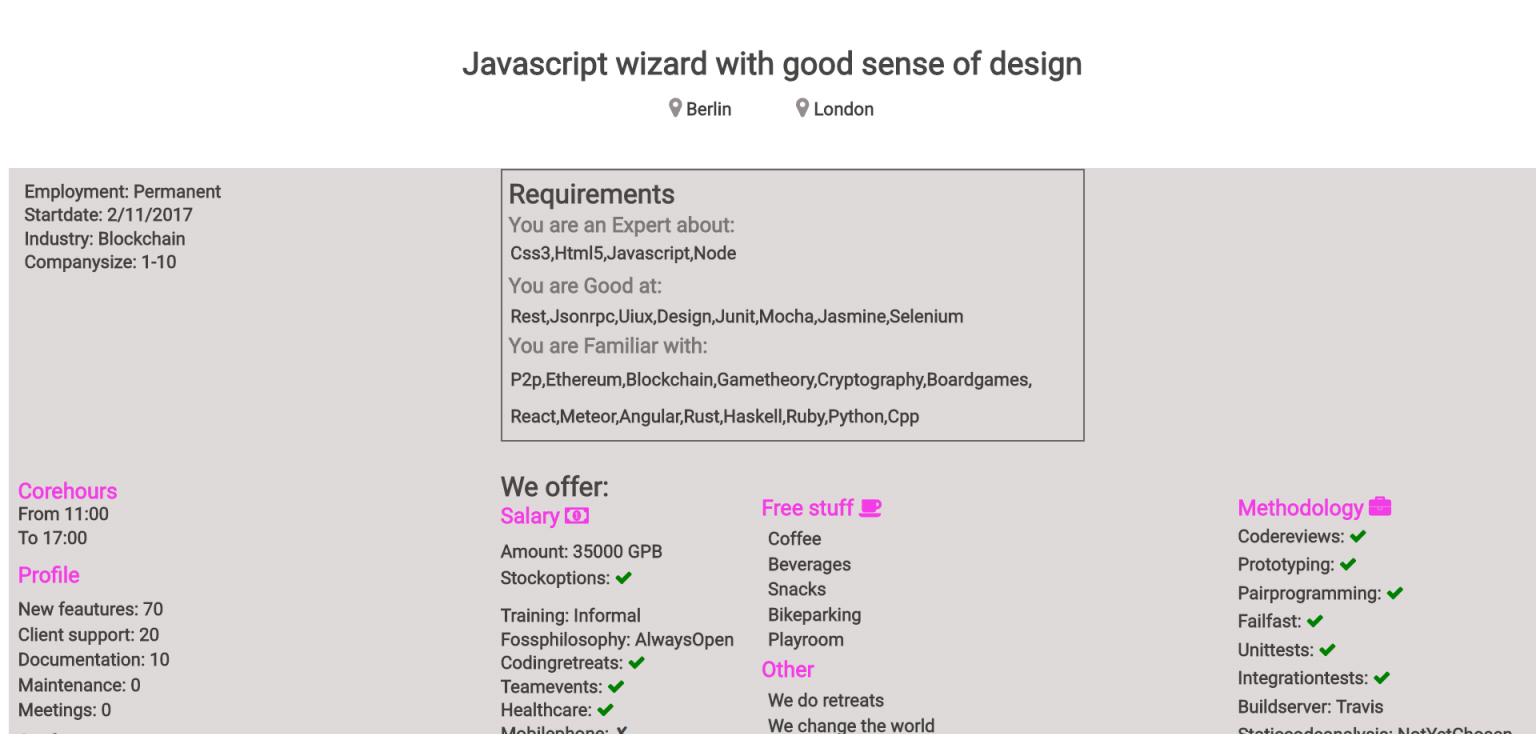 Javascript wizard with good sense of design
Berlin London
Employment: Permanent
Startdate: 2/11/2017
Industry: Blockchain
Companysize: 1-10
Requirements
You are an Expert about:
Css3,Html5,Javascript,Node
You are Good at:
Rest,Jsonrpc,Uiux,Design,Junit,Mocha,Jasmine,Selenium
You are Familiar with:
P2p,Ethereum,Blockchain,Gametheory,Cryptography,Boardgames,
React,Meteor,Angular,Rust,Haskell,Ruby,Python,Cpp
Corehours
From 11:00
To 17:00
Profile
New feautures: 70
Client support: 20
Documentation: 10
Maintenance: 0
Meetings: 0
We offer:
Salary
Amount: 35000 GPB
Stockoptions: ✔
Training: Informal
Fossphilosophy: AlwaysOpen
Codingretreats: ✔
Teamevents: ✔
Healthcare: ✔
Mobilephone: ✗
Free stuff
Coffee
Beverages
Snacks
Bikeparking
Playroom
Other
We do retreats
We change the world
Methodology
Codereviews: ✔
Prototyping: ✔
Pairprogramming: ✔
Failfast: ✔
Unittests: ✔
Integrationtests: ✔
Buildserver: Travis
Staticcodeanalysis: NotYetChosen